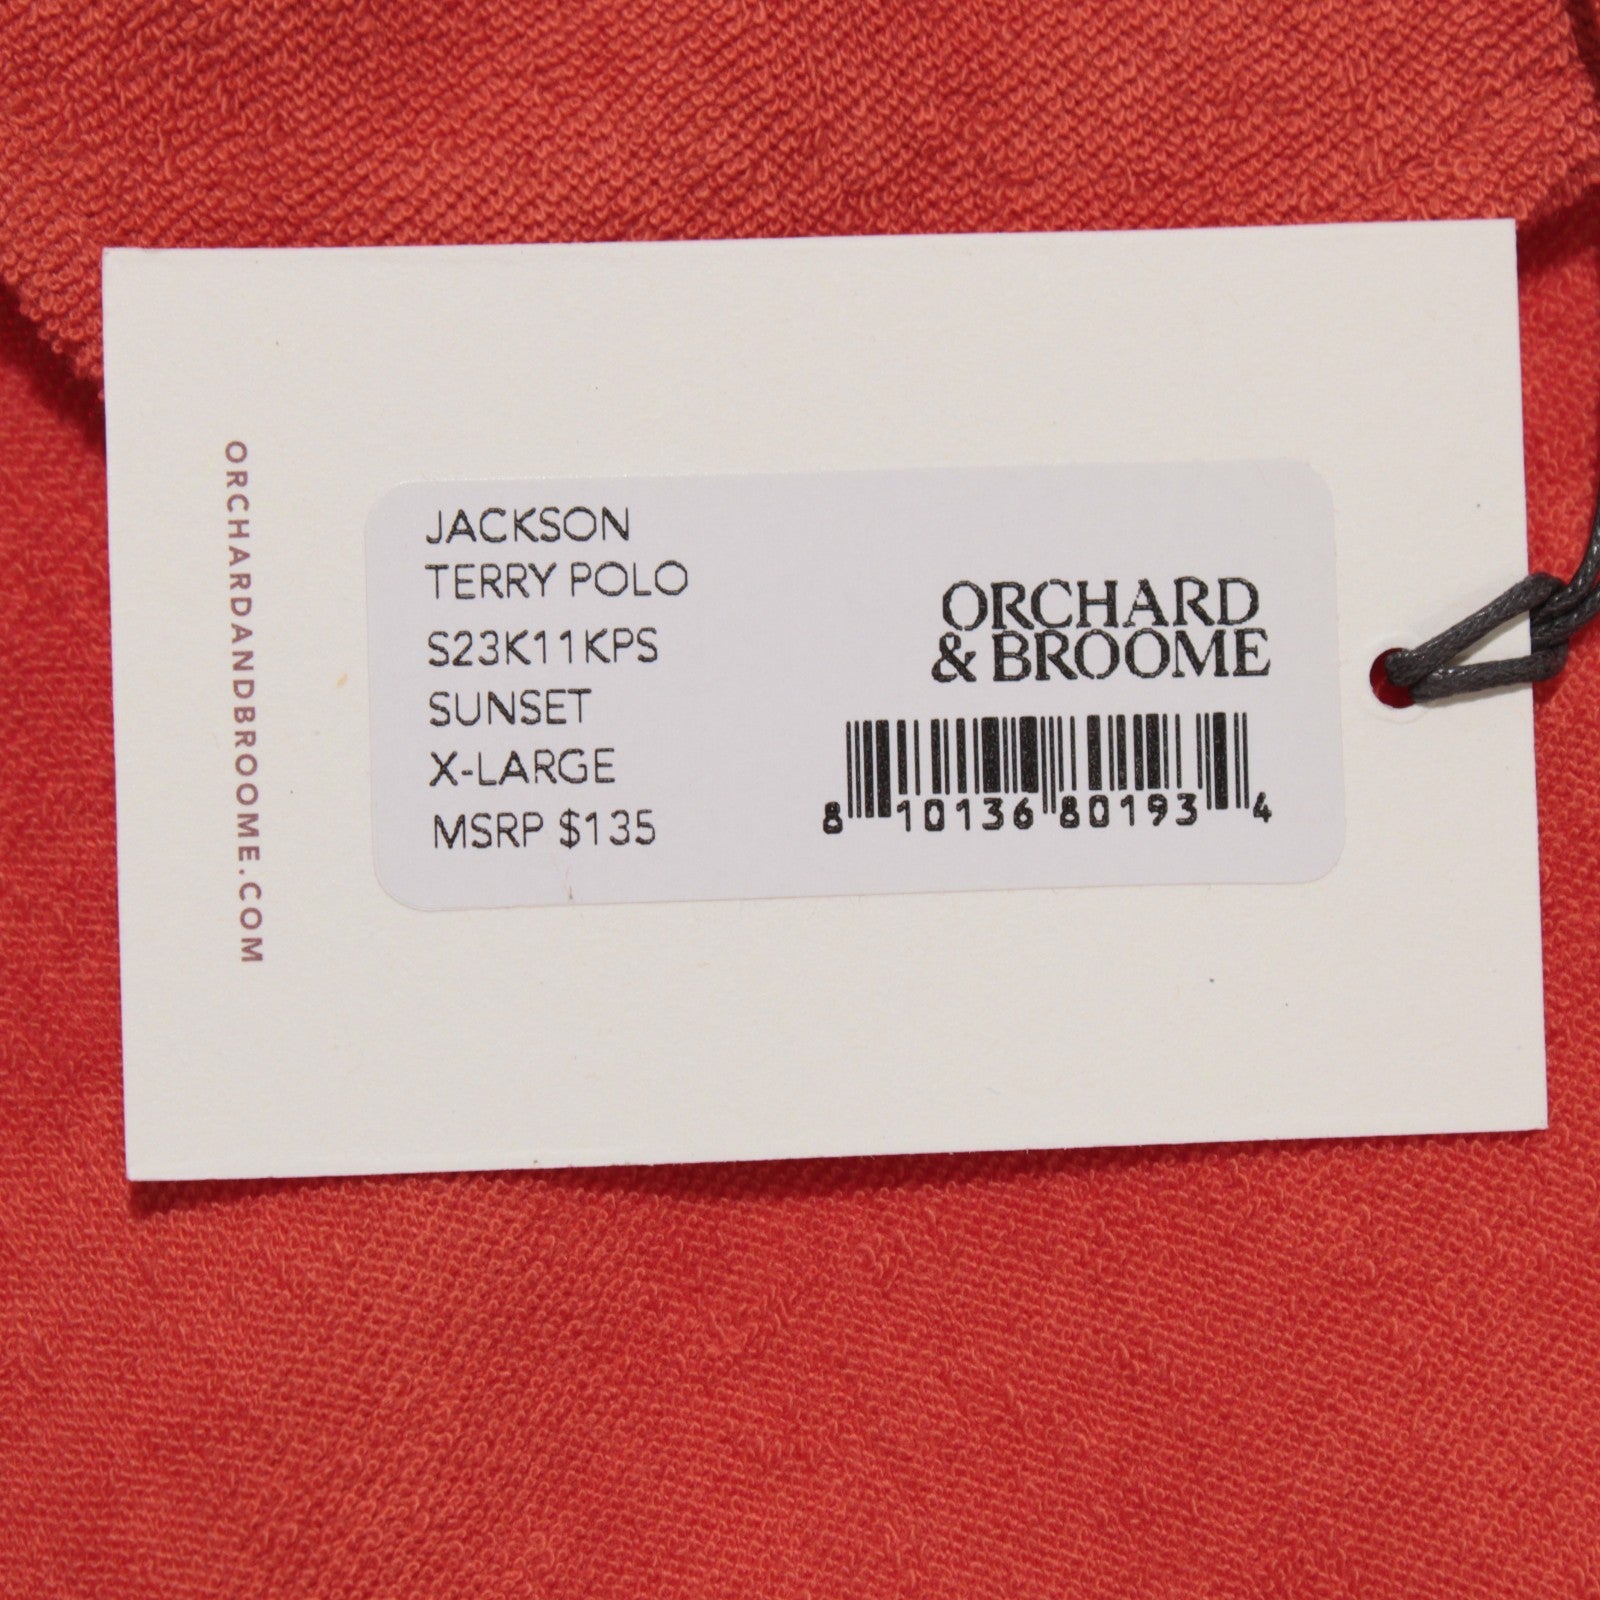 ORCHARDANDBROOME.COM
JACKSON
TERRY POLO
S23K11KPS
SUNSET
X-LARGE
MSRP $135
ORCHARD
& BROOME
8 10136 80193 4